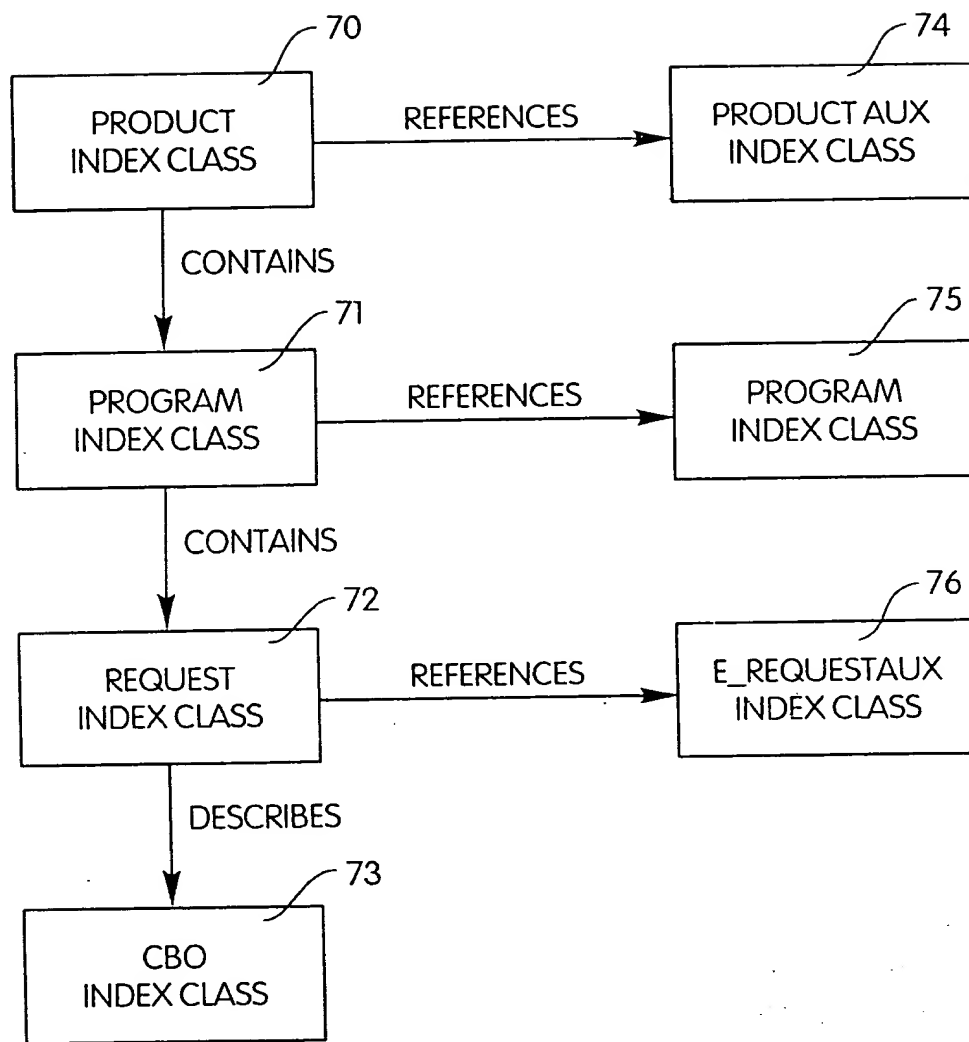 70
74
PRODUCT
INDEX CLASS
REFERENCES
PRODUCT AUX
INDEX CLASS
CONTAINS
71
75
PROGRAM
INDEX CLASS
REFERENCES
PROGRAM
INDEX CLASS
CONTAINS
72
76
REQUEST
INDEX CLASS
REFERENCES
E_REQUESTAUX
INDEX CLASS
DESCRIBES
73
CBO
INDEX CLASS